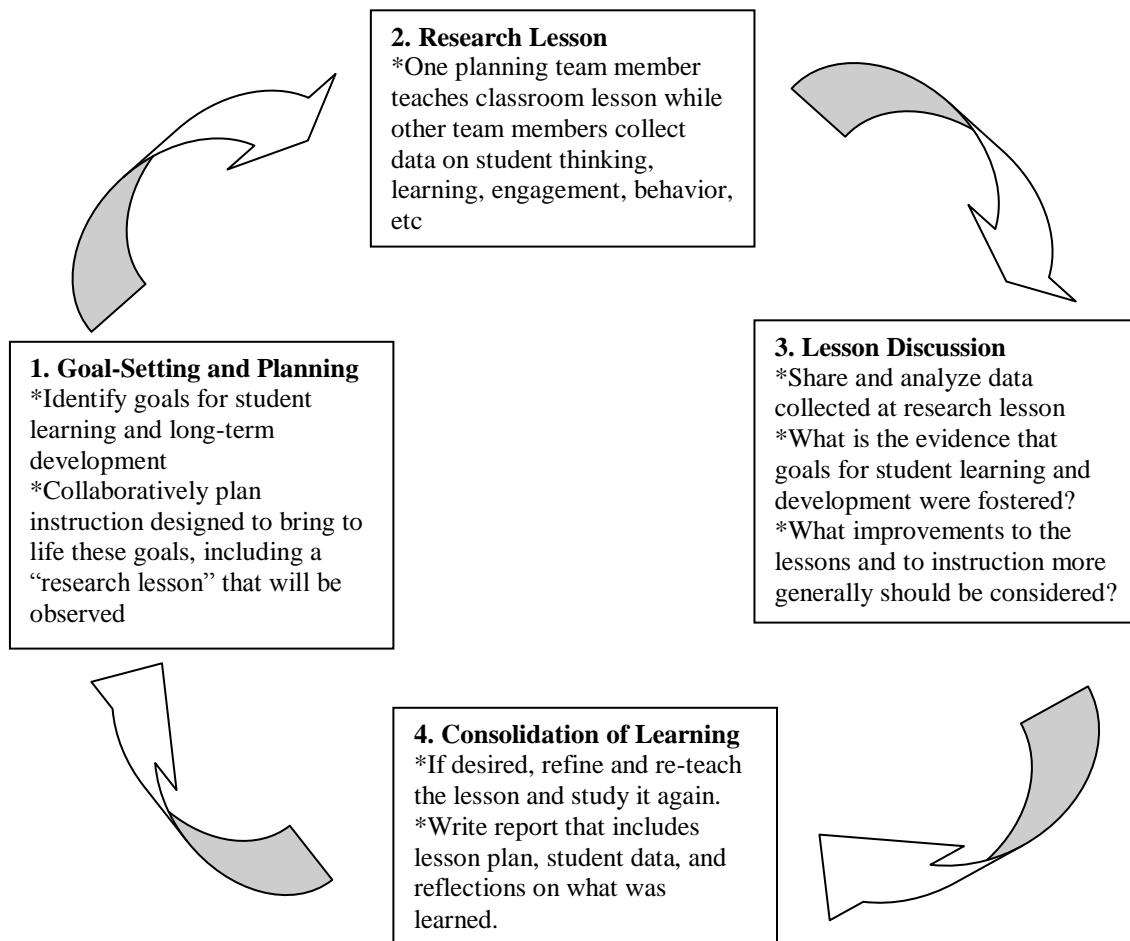 2. Research Lesson
*One planning team member
teaches classroom lesson while
other team members collect
data on student thinking,
learning, engagement, behavior,
etc
1. Goal-Setting and Planning
*Identify goals for student
learning and long-term
development
*Collaboratively plan
instruction designed to bring to
life these goals, including a
“research lesson” that will be
observed
3. Lesson Discussion
*Share and analyze data
collected at research lesson
*What is the evidence that
goals for student learning and
development were fostered?
*What improvements to the
lessons and to instruction more
generally should be considered?
4. Consolidation of Learning
*If desired, refine and re-teach
the lesson and study it again.
*Write report that includes
lesson plan, student data, and
reflections on what was
learned.